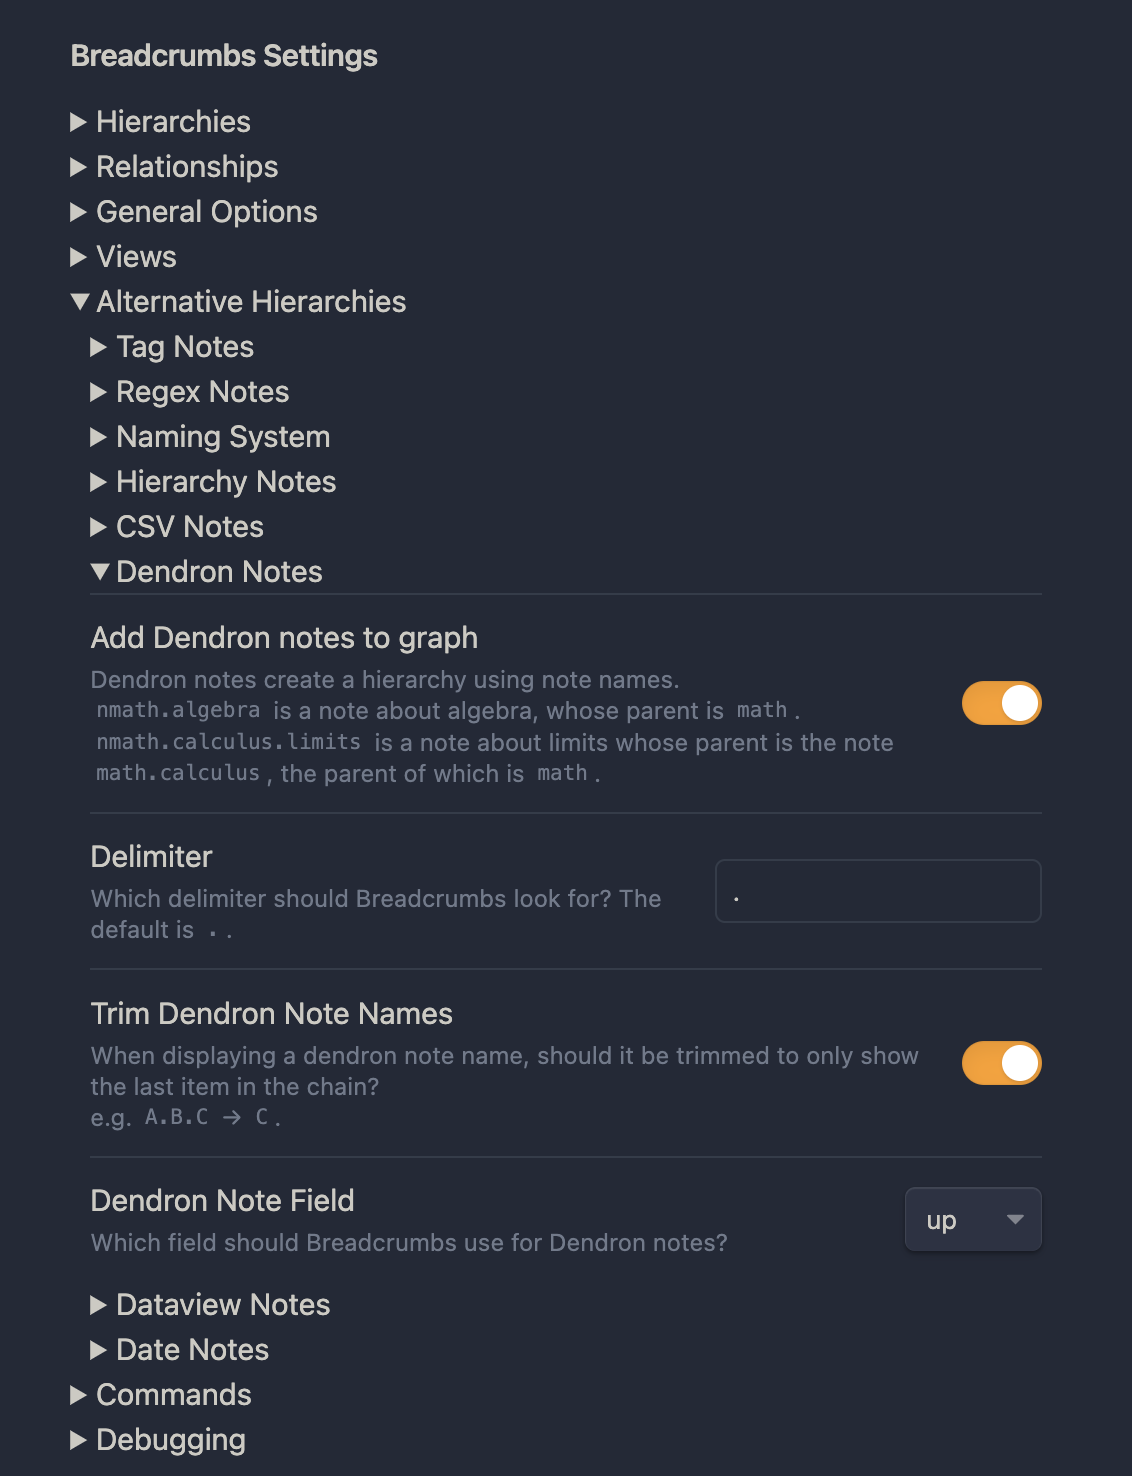 Breadcrumbs Settings
▶ Hierarchies
▶ Relationships
▶ General Options
▶ Views
▼ Alternative Hierarchies
▶ Tag Notes
▶ Regex Notes
▶ Naming System
▶ Hierarchy Notes
▶ CSV Notes
▼ Dendron Notes
Add Dendron notes to graph
Dendron notes create a hierarchy using note names.
nmath.algebra is a note about algebra, whose parent is math.
nmath.calculus.limits is a note about limits whose parent is the note
math.calculus, the parent of which is math.
Delimiter
Which delimiter should Breadcrumbs look for? The
default is . .
.
Trim Dendron Note Names
When displaying a dendron note name, should it be trimmed to only show
the last item in the chain?
e.g. A.B.C → C.
Dendron Note Field
Which field should Breadcrumbs use for Dendron notes?
up
▶ Dataview Notes
▶ Date Notes
▶ Commands
▶ Debugging